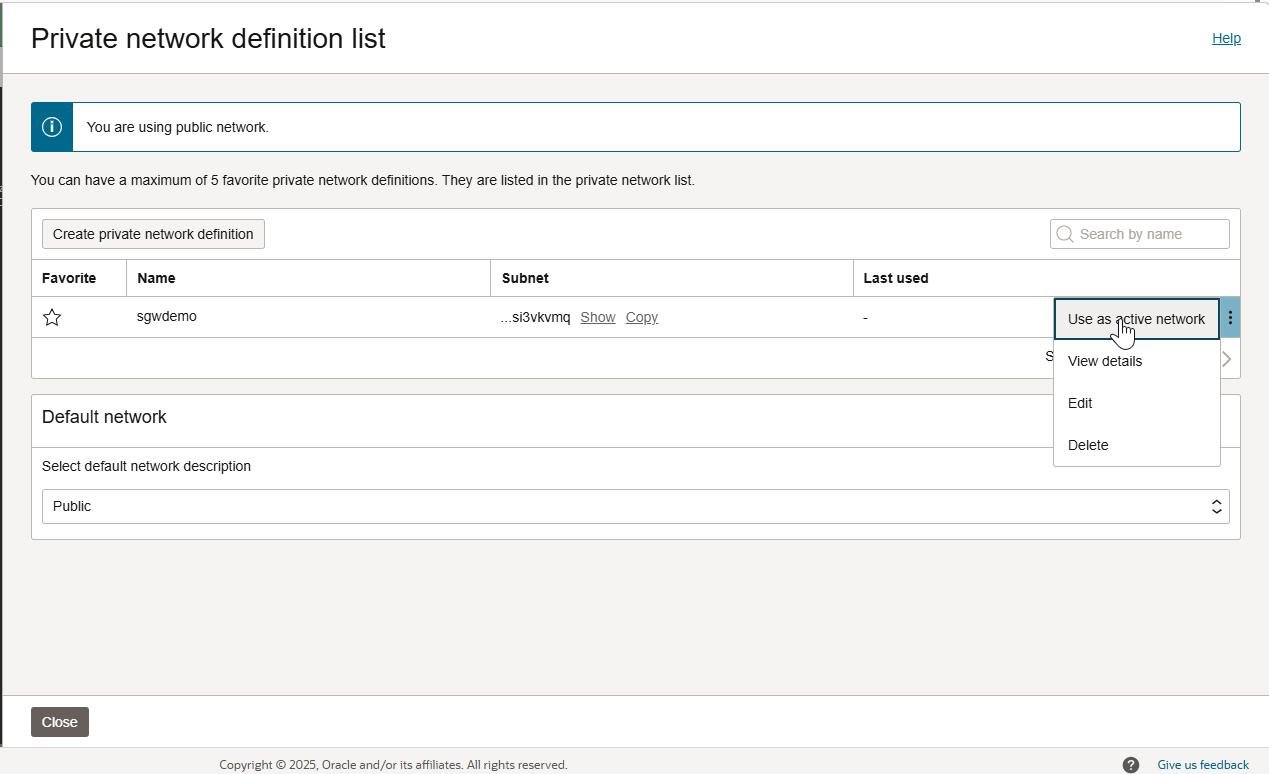 Private network definition list
Help
You are using public network.
You can have a maximum of 5 favorite private network definitions. They are listed in the private network list.
Create private network definition
Search by name
Favorite Name Subnet Last used
sgwdemo ...si3vkvmq Show Copy -
Use as active network
View details
Edit
Delete
Default network
Select default network description
Public
Close
Copyright © 2025, Oracle and/or its affiliates. All rights reserved.
Give us feedback